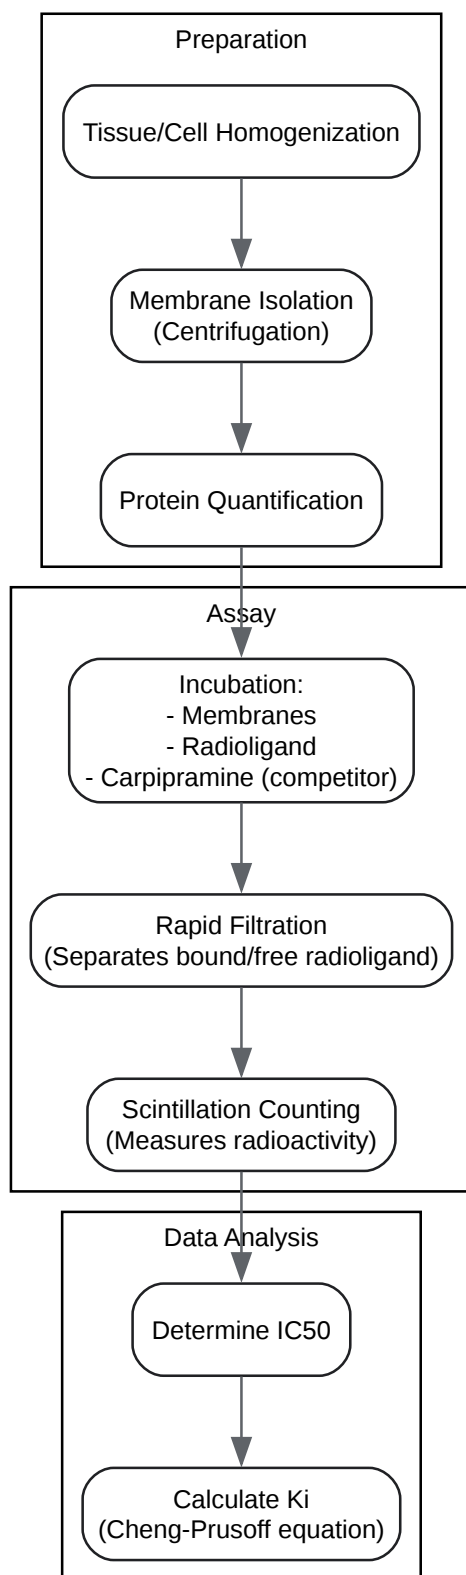 Preparation
Tissue/Cell Homogenization
Membrane Isolation
(Centrifugation)
Protein Quantification
Assay
Incubation:
- Membranes
- Radioligand
- Carpipramine (competitor)
Rapid Filtration
(Separates bound/free radioligand)
Scintillation Counting
(Measures radioactivity)
Data Analysis
Determine IC50
Calculate Ki
(Cheng-Prusoff equation)